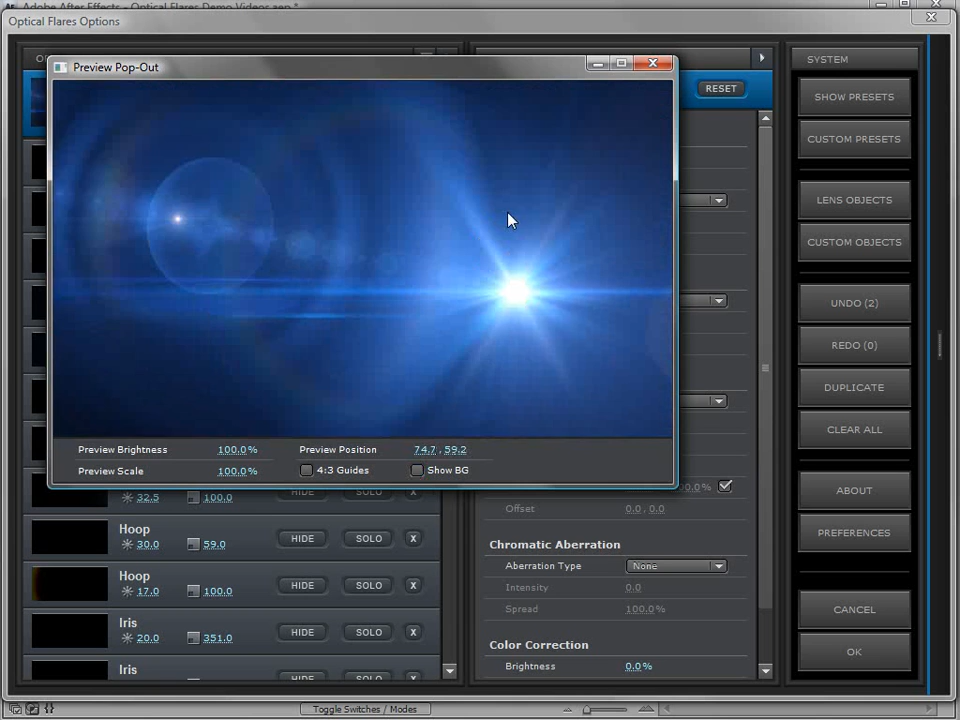 Adobe After Effects - Optical Flares Demo Videos.aep *
Optical Flares Options
Preview Pop-Out
RESET
Preview Brightness 100.0% Preview Position 74.7 , 59.2
Preview Scale 100.0% 4:3 Guides Show BG
32.5 100.0 HIDE SOLO X
Hoop
30.0 59.0 HIDE SOLO X
Hoop
17.0 100.0 HIDE SOLO X
Iris
20.0 351.0 HIDE SOLO X
Iris
HIDE SOLO X
Offset 0.0 , 0.0
Chromatic Aberration
Aberration Type None
Intensity 0.0
Spread 100.0%
Color Correction
Brightness 0.0%
SYSTEM
SHOW PRESETS
CUSTOM PRESETS
LENS OBJECTS
CUSTOM OBJECTS
UNDO (2)
REDO (0)
DUPLICATE
CLEAR ALL
ABOUT
PREFERENCES
CANCEL
OK
Toggle Switches / Modes